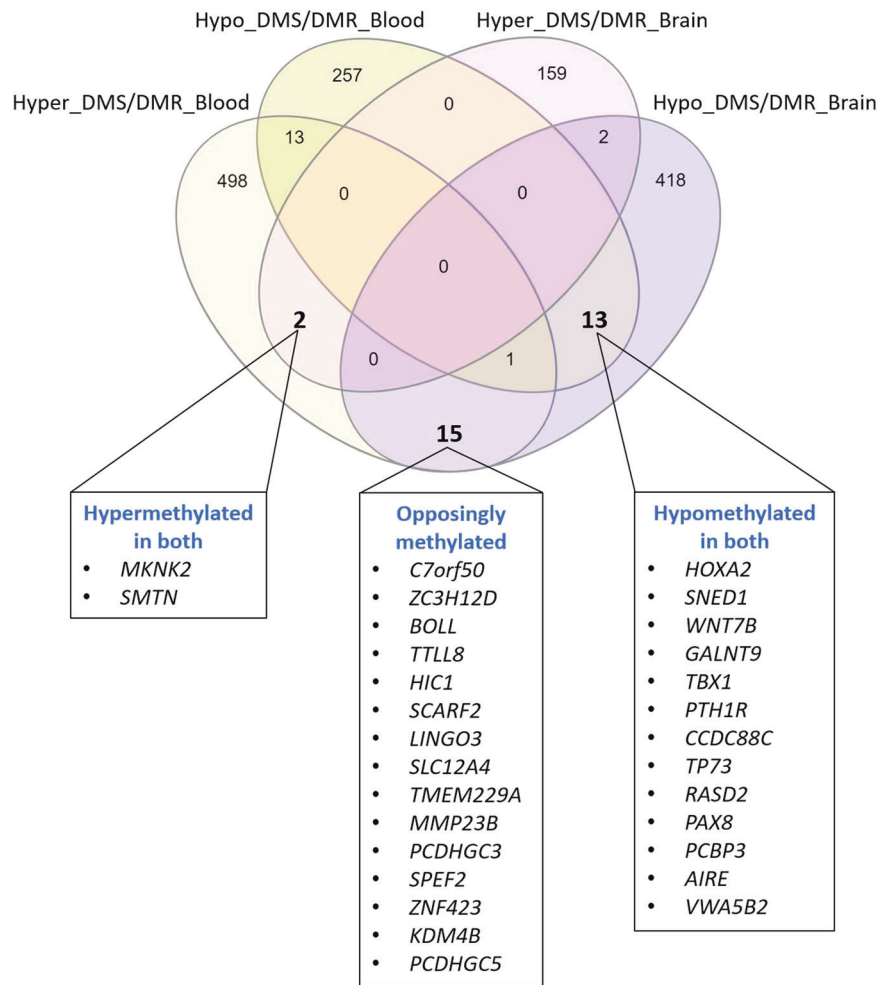 Hypo_DMS/DMR_Blood
Hyper_DMS/DMR_Brain
Hyper_DMS/DMR_Blood
Hypo_DMS/DMR_Brain
257
159
0
13
2
498
418
0
0
0
2
13
0
1
15
Hypermethylated
in both
• MKNK2
• SMTN
Opposingly
methylated
• C7orf50
• ZC3H12D
• BOLL
• TTLL8
• HIC1
• SCARF2
• LINGO3
• SLC12A4
• TMEM229A
• MMP23B
• PCDHGC3
• SPEF2
• ZNF423
• KDM4B
• PCDHGC5
Hypomethylated
in both
• HOXA2
• SNED1
• WNT7B
• GALNT9
• TBX1
• PTH1R
• CCDC88C
• TP73
• RASD2
• PAX8
• PCBP3
• AIRE
• VWA5B2